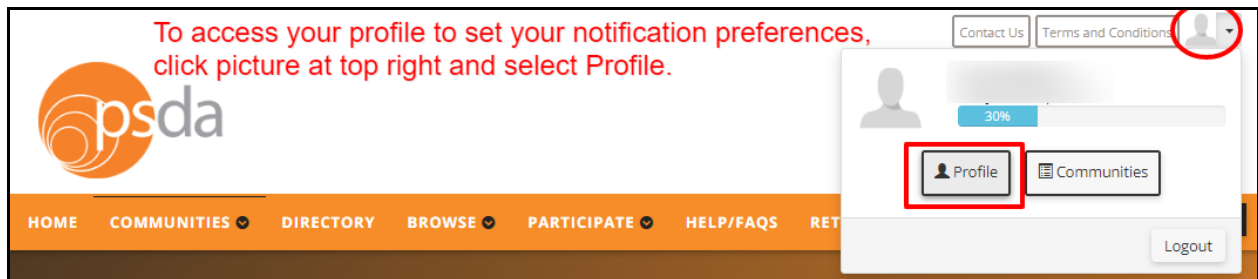 To access your profile to set your notification preferences,
click picture at top right and select Profile.
Contact Us
Terms and Conditions
psda
30%
Profile
Communities
HOME
COMMUNITIES
DIRECTORY
BROWSE
PARTICIPATE
HELP/FAQS
RET
Logout